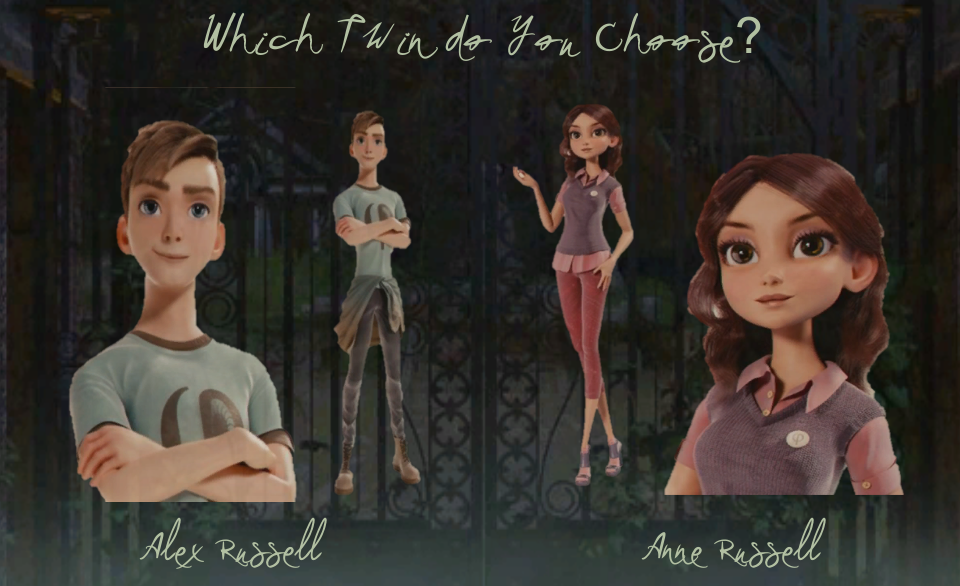 Which Twin do You Choose?
Alex Russell
Anne Russell